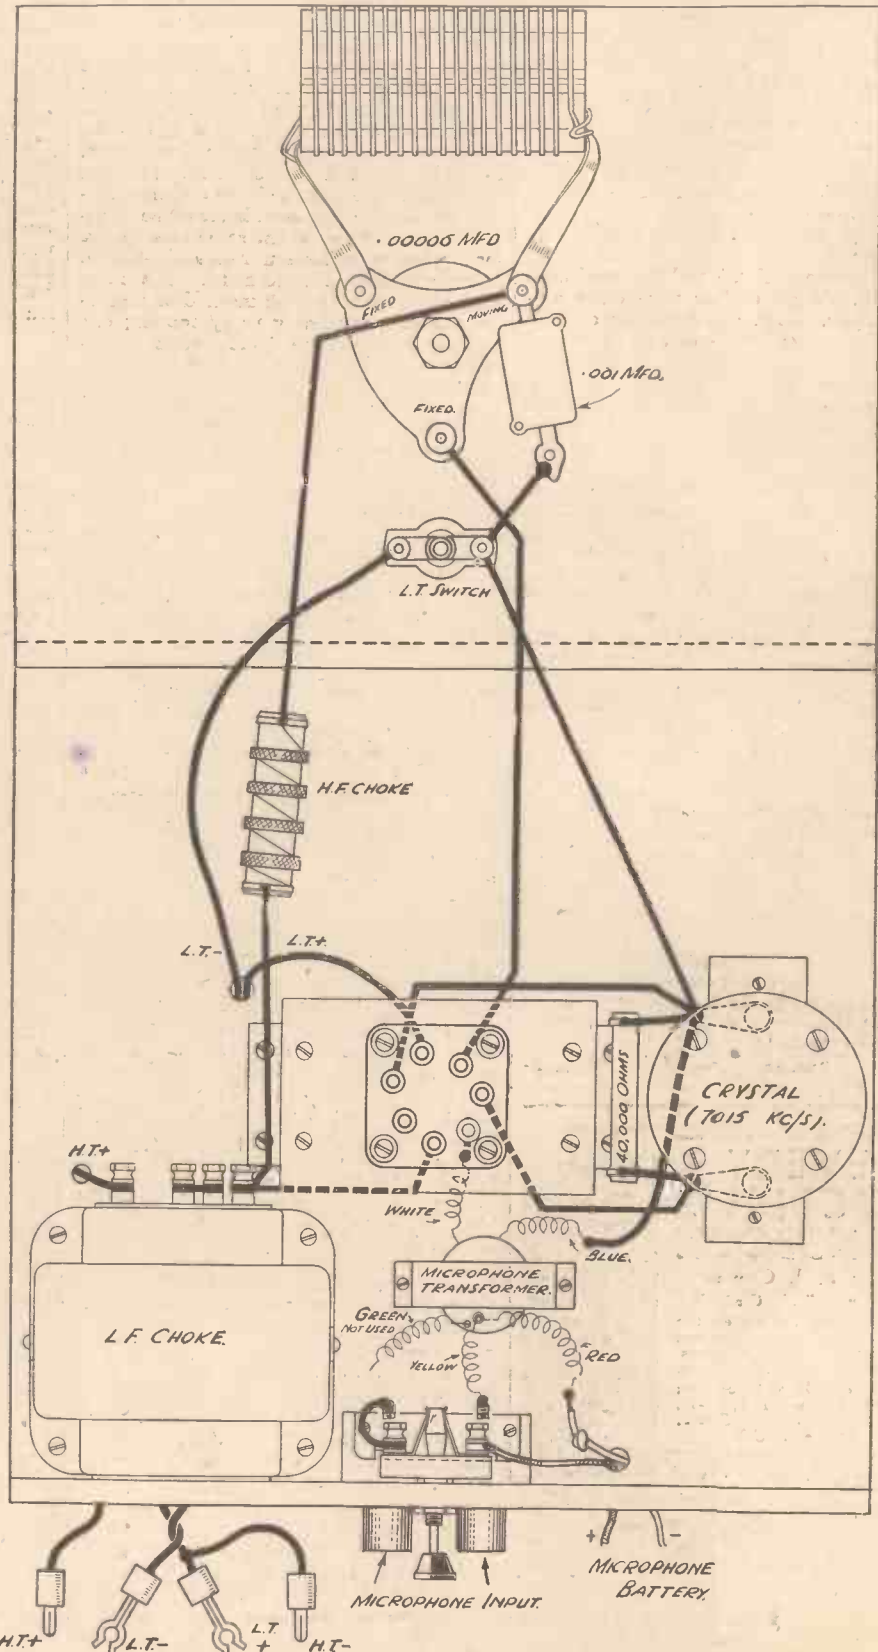 .00005 MFD
FIXED
MOVING
.001 MFD.
FIXED.
L.T. SWITCH
H.F. CHOKE
L.T.-
L.T.+
40,000 OHMS
CRYSTAL
(7015 KC/S).
H.T.+
WHITE
BLUE.
MICROPHONE
TRANSFORMER.
GREEN
NOT USED
L.F. CHOKE.
YELLOW
RED
+
-
MICROPHONE
BATTERY.
MICROPHONE INPUT.
H.T.+
L.T.-
L.T.
+
H.T.-